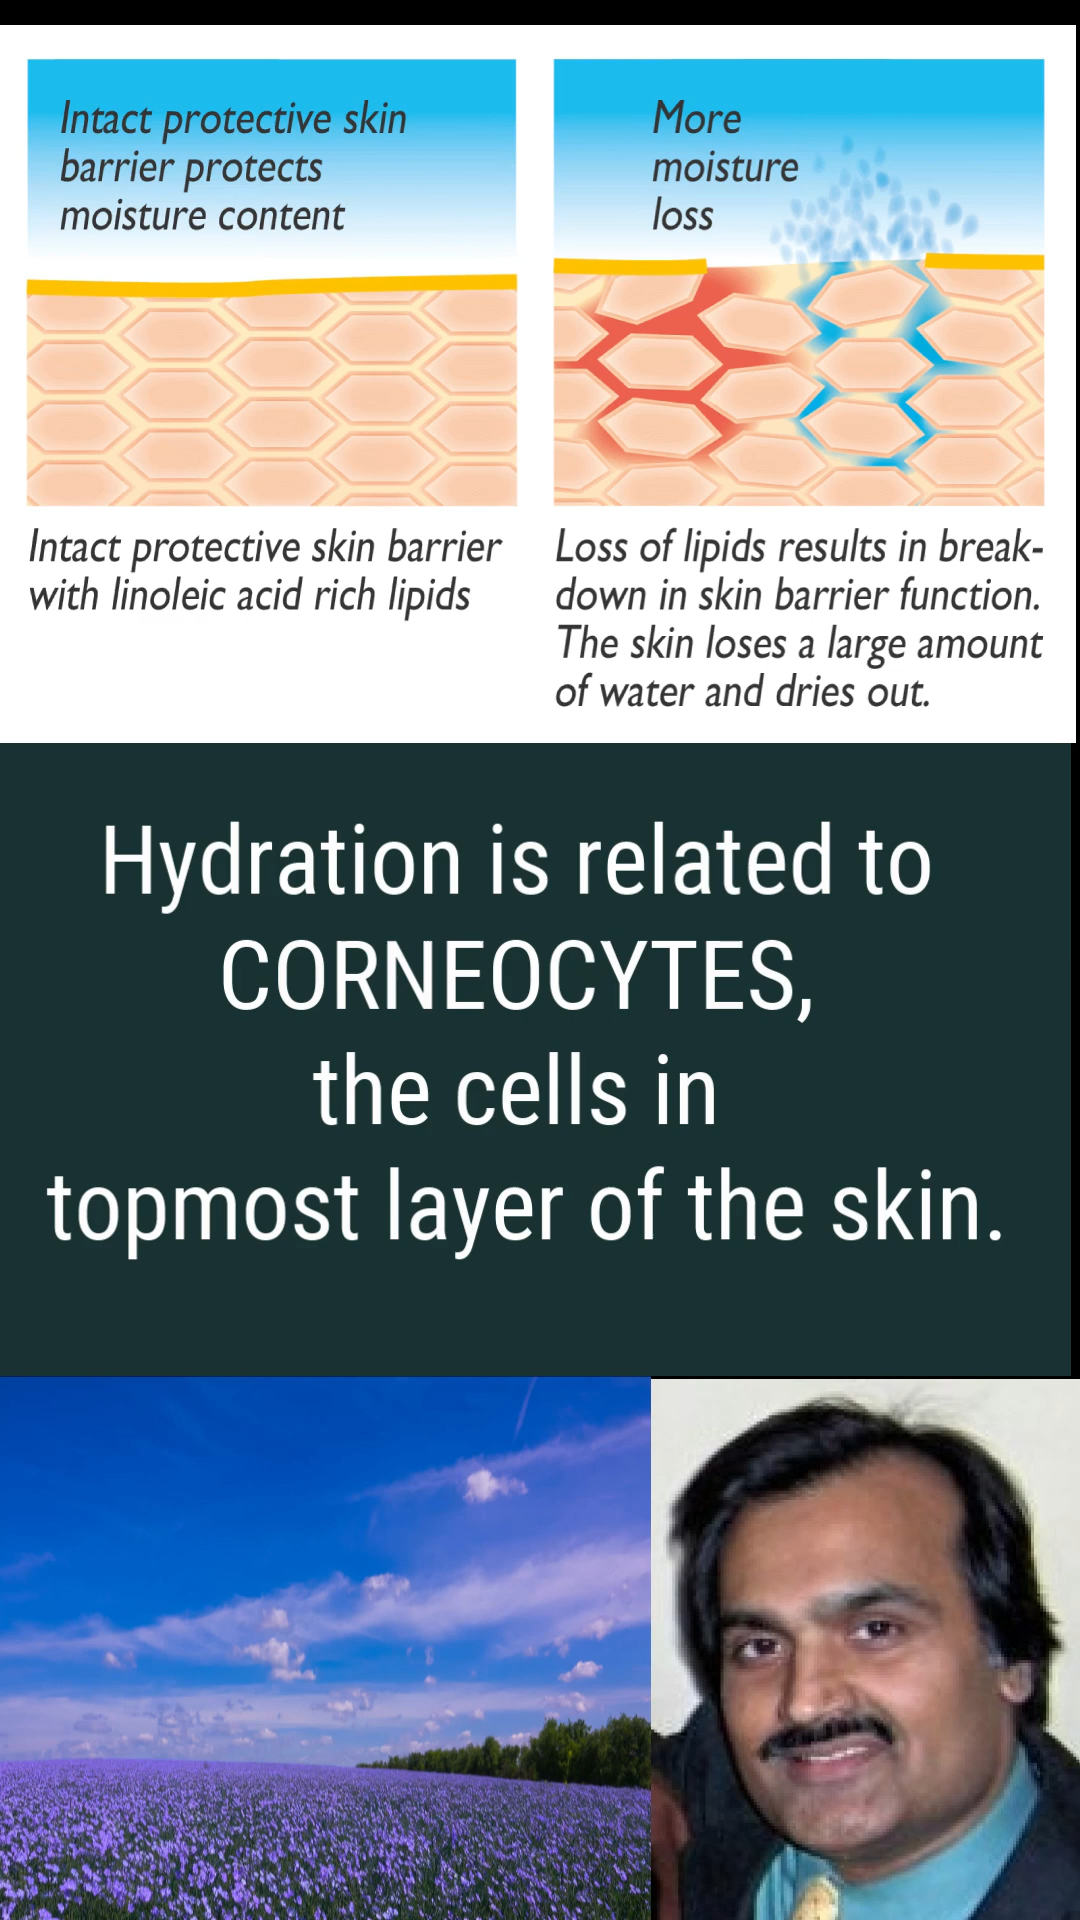 Intact protective skin
barrier protects
moisture content
More
moisture
loss
Intact protective skin barrier
with linoleic acid rich lipids
Loss of lipids results in break-
down in skin barrier function.
The skin loses a large amount
of water and dries out.
Hydration is related to
CORNEOCYTES,
the cells in
topmost layer of the skin.